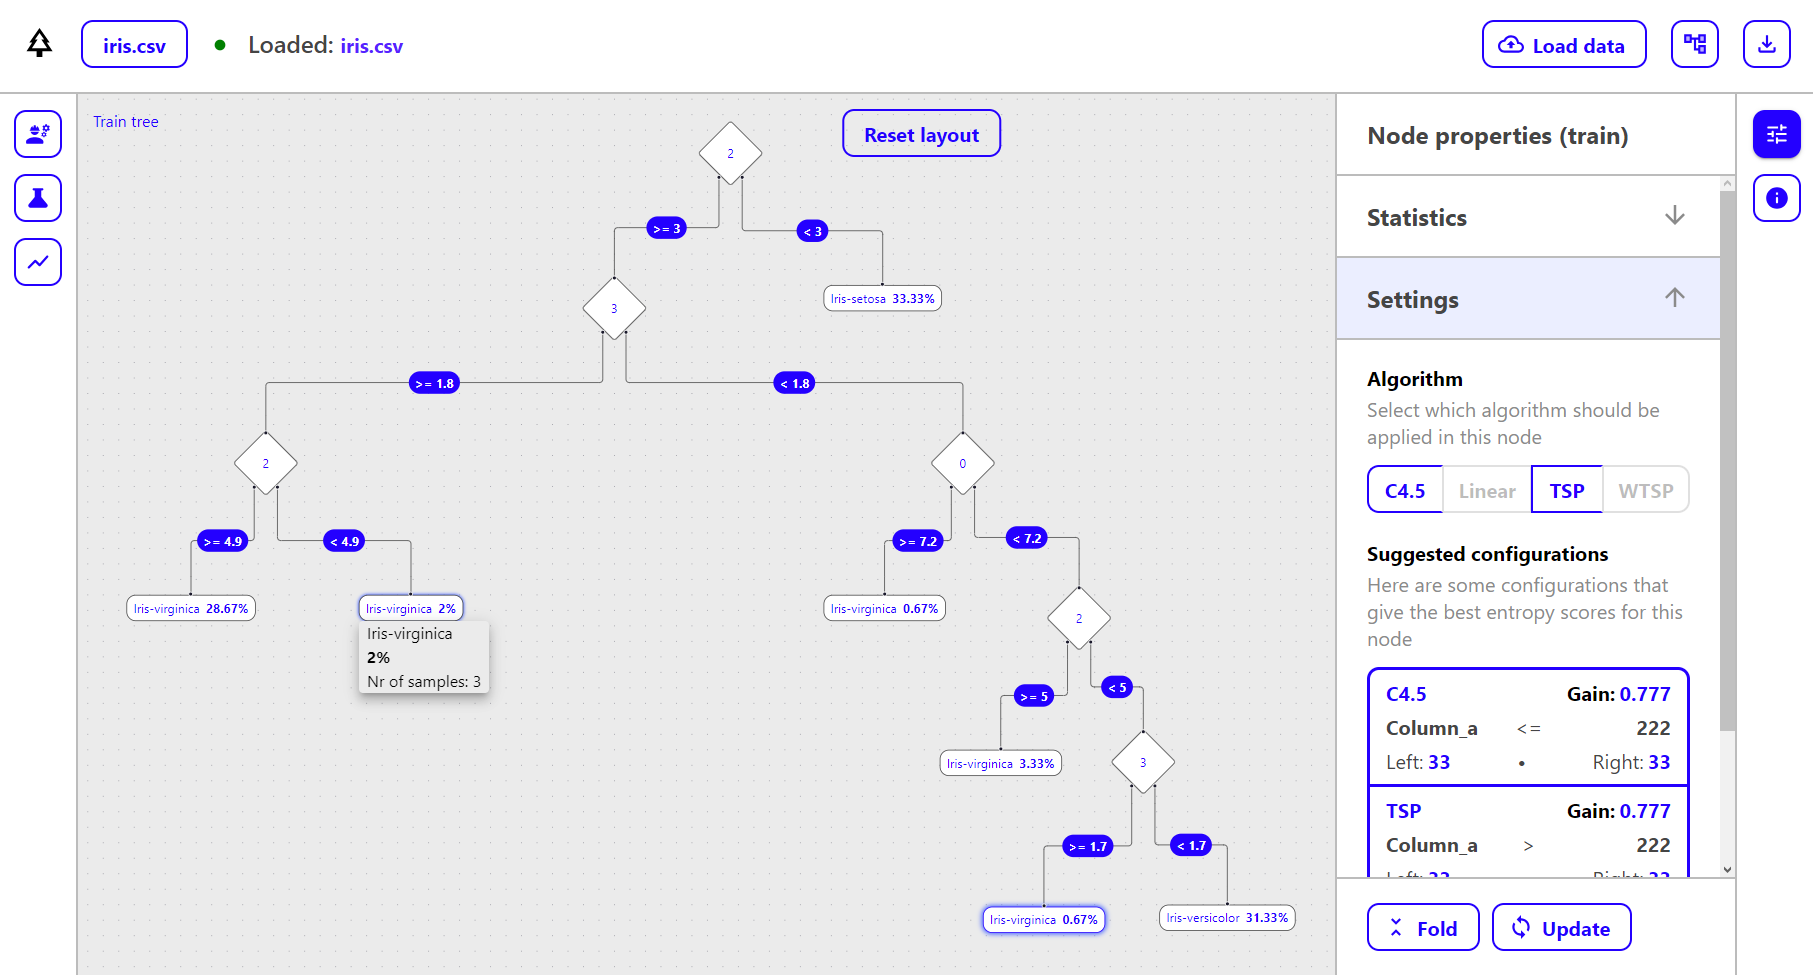 iris.csv
Loaded: iris.csv
Load data
Train tree
Reset layout
2
>= 3
< 3
3
Iris-setosa 33.33%
>= 1.8
< 1.8
2
0
>= 4.9
< 4.9
>= 7.2
< 7.2
Iris-virginica 28.67%
Iris-virginica 2%
Iris-virginica 0.67%
2
Iris-virginica
2%
Nr of samples: 3
>= 5
< 5
Iris-virginica 3.33%
3
>= 1.7
< 1.7
Iris-virginica 0.67%
Iris-versicolor 31.33%
Node properties (train)
Statistics
Settings
Algorithm
Select which algorithm should be
applied in this node
C4.5 Linear TSP WTSP
Suggested configurations
Here are some configurations that
give the best entropy scores for this
node
C4.5 Gain: 0.777
Column_a <= 222
Left: 33 • Right: 33
TSP Gain: 0.777
Column_a > 222
Left: 33 Right: 33
Fold
Update